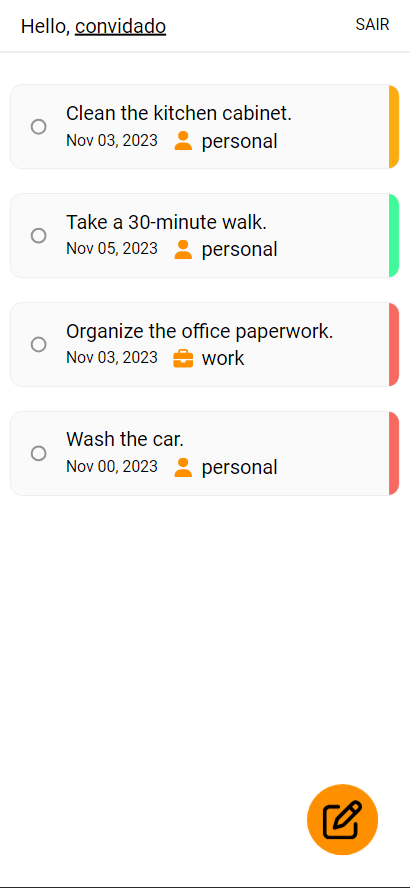 Hello, convidado
SAIR
Clean the kitchen cabinet.
Nov 03, 2023 personal
Take a 30-minute walk.
Nov 05, 2023 personal
Organize the office paperwork.
Nov 03, 2023 work
Wash the car.
Nov 00, 2023 personal